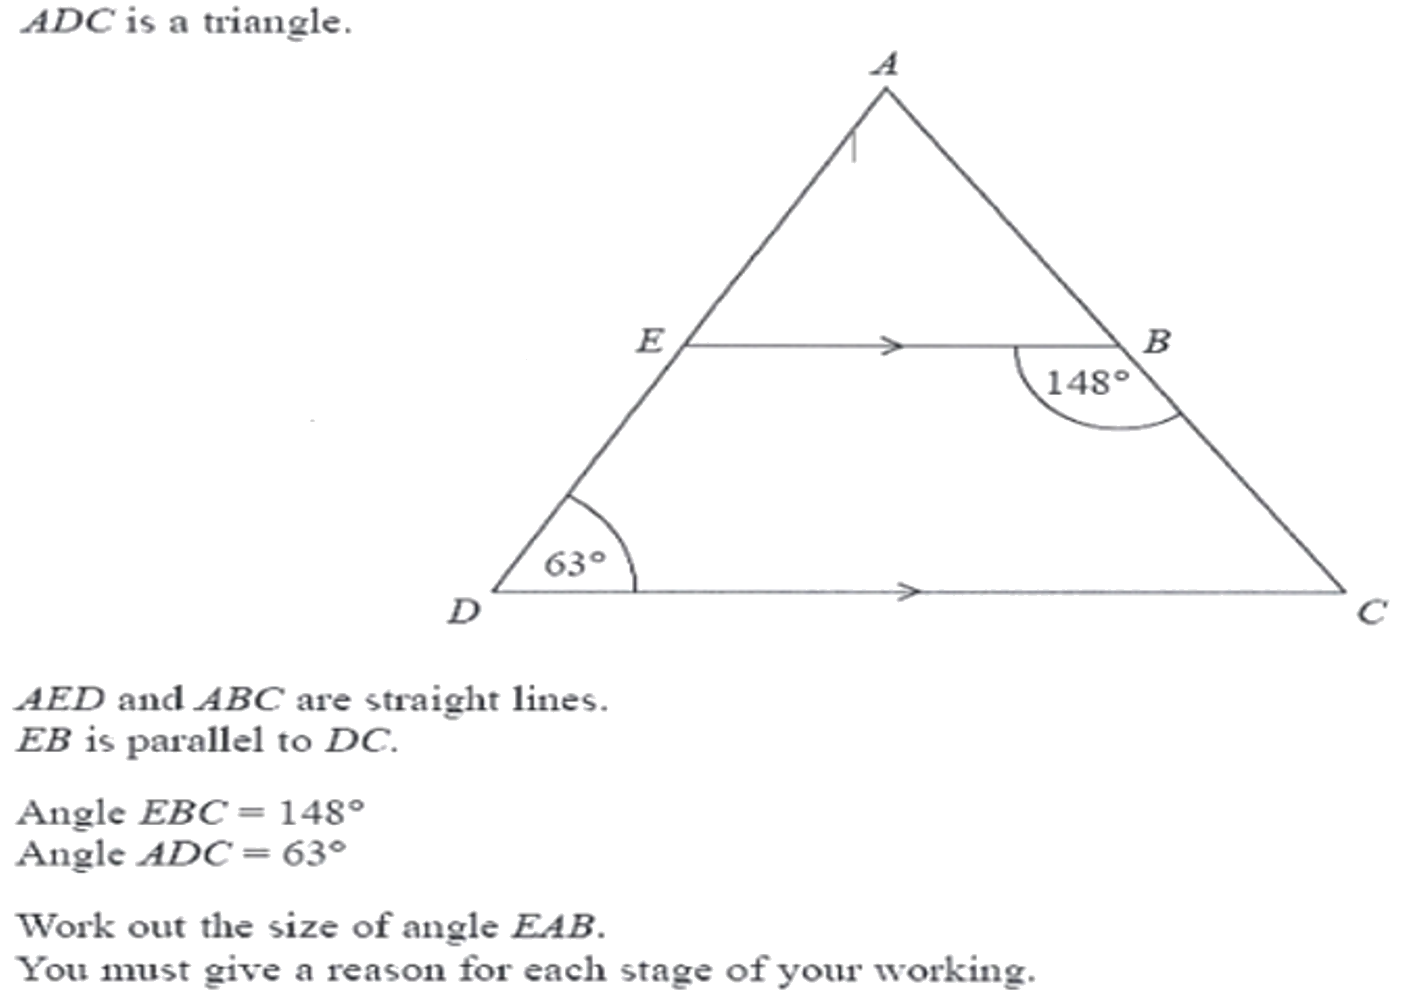 ADC is a triangle.
A
E
B
148°
63°
D
C
AED and ABC are straight lines.
EB is parallel to DC.
Angle EBC = 148°
Angle ADC = 63°
Work out the size of angle EAB.
You must give a reason for each stage of your working.